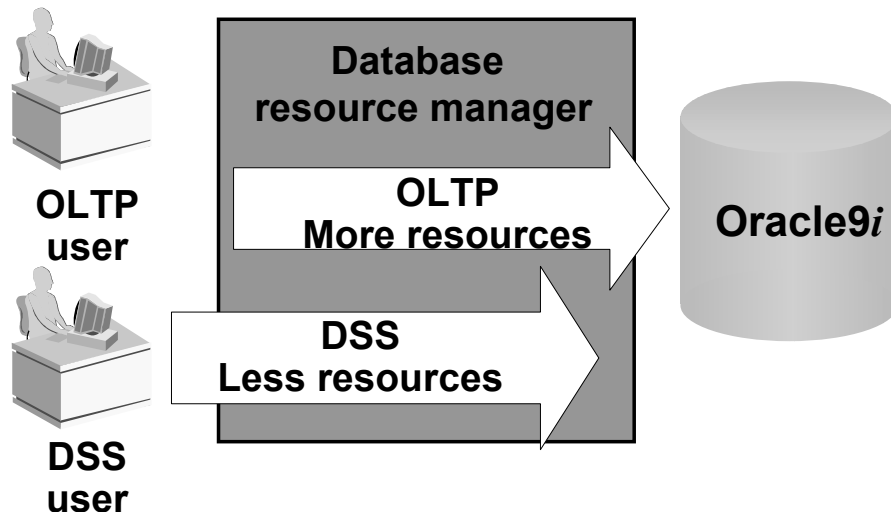 Database
resource manager
OLTP
user
OLTP
More resources
Oracle9i
DSS
user
DSS
Less resources